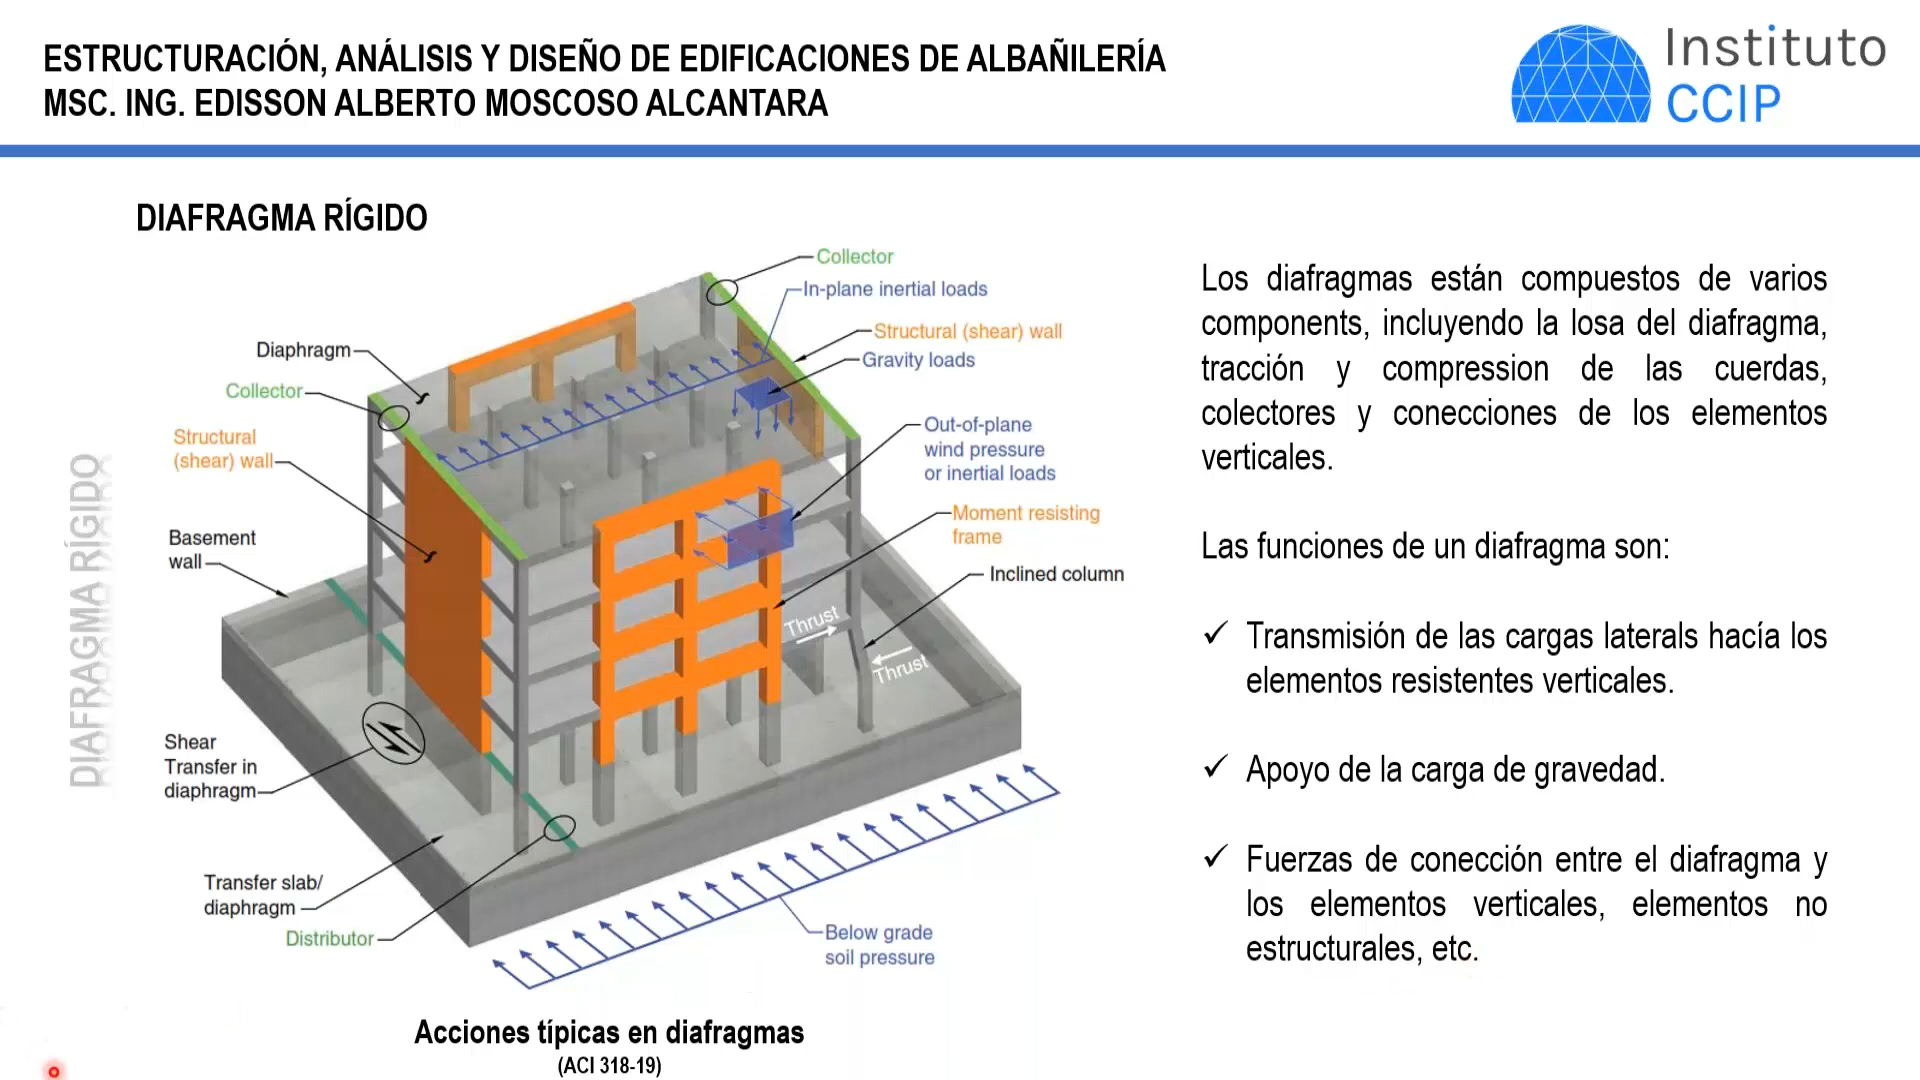 ESTRUCTURACIÓN, ANÁLISIS Y DISEÑO DE EDIFICACIONES DE ALBAÑILERÍA
MSC. ING. EDISSON ALBERTO MOSCOSO ALCANTARA
Instituto
CCIP
DIAFRAGMA RÍGIDO
DIAFRAGMA RÍGIDO
Collector
In-plane inertial loads
Structural (shear) wall
Gravity loads
Diaphragm
Collector
Structural
(shear) wall
Out-of-plane
wind pressure
or inertial loads
Moment resisting
frame
Basement
wall
Inclined column
Thrust
Thrust
Shear
Transfer in
diaphragm
Transfer slab/
diaphragm
Distributor
Below grade
soil pressure
Acciones típicas en diafragmas
(ACI 318-19)
Los diafragmas están compuestos de varios
components, incluyendo la losa del diafragma,
tracción y compression de las cuerdas,
colectores y conecciones de los elementos
verticales.
Las funciones de un diafragma son:
✓ Transmisión de las cargas laterals hacía los
elementos resistentes verticales.
✓ Apoyo de la carga de gravedad.
✓ Fuerzas de conección entre el diafragma y
los elementos verticales, elementos no
estructurales, etc.